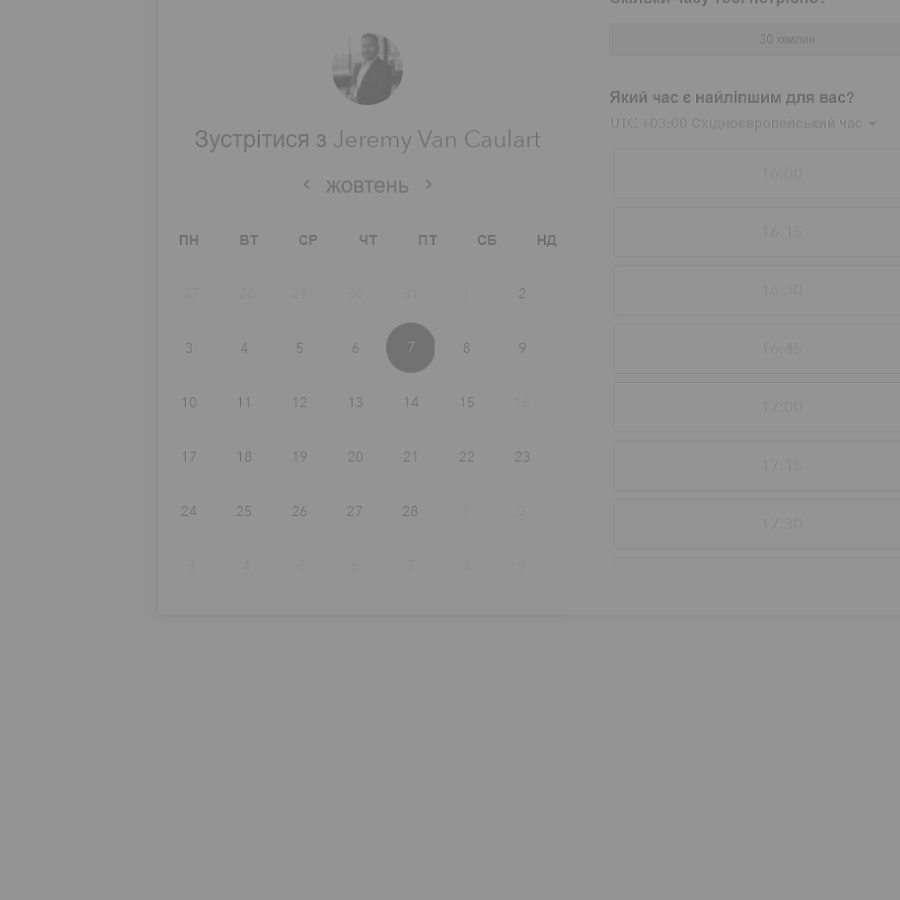 Скільки часу тобі потрібно?
30 хвилин
Який час є найліпшим для вас?
UTC +03:00 Східноєвропейський час
16:00
16:15
16:30
16:45
17:00
17:15
17:30
Зустрітися з Jeremy Van Caulart
жовтень
ПН ВТ СР ЧТ ПТ СБ НД
27 28 29 30 31 1 2
3 4 5 6 7 8 9
10 11 12 13 14 15 16
17 18 19 20 21 22 23
24 25 26 27 28 1 2
3 4 5 6 7 8 9